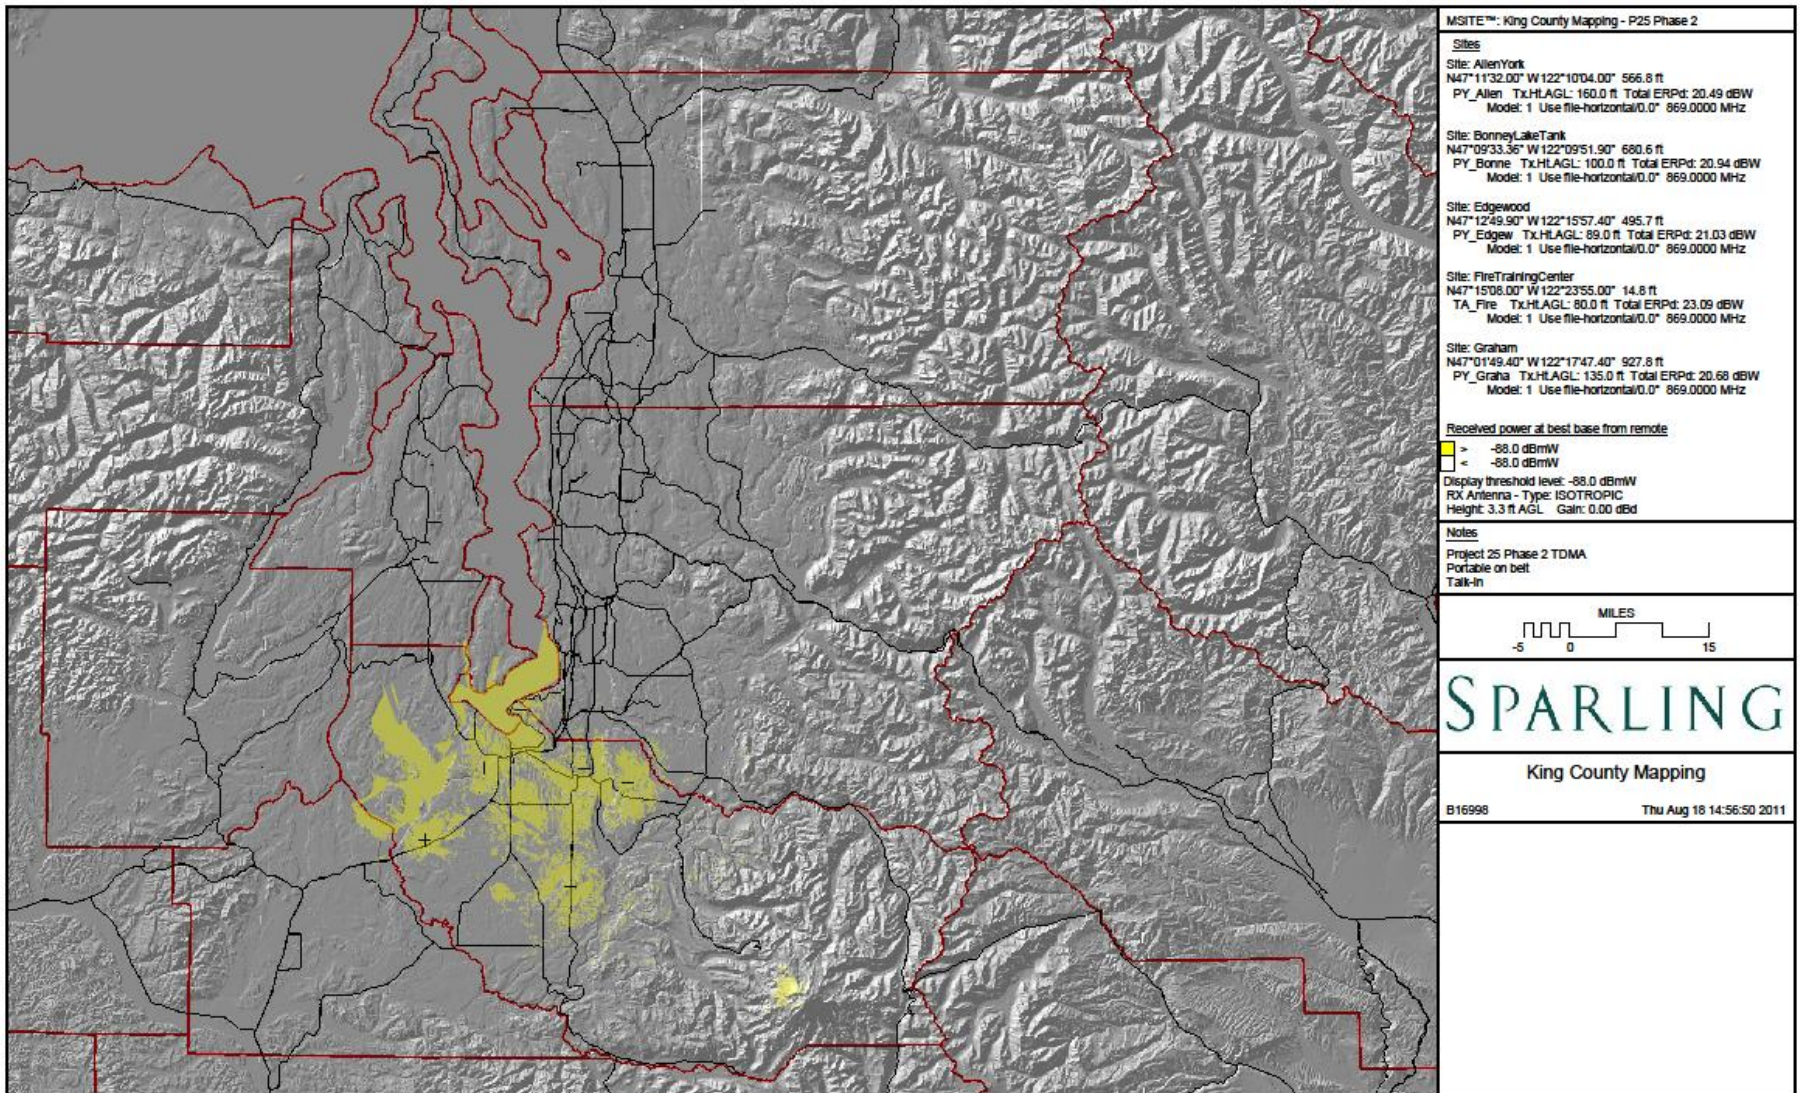 MSITE™: King County Mapping - P25 Phase 2
Sites
Site: AllenYork
N47°11'32.00" W122°10'04.00" 566.8 ft
PY_Allen Tx.Ht.AGL: 160.0 ft Total ERPd: 20.49 dBW
Model: 1 Use file-horizontal/0.0° 869.0000 MHz
Site: BonneyLakeTank
N47°09'33.36" W122°09'51.90" 680.6 ft
PY_Bonne Tx.Ht.AGL: 100.0 ft Total ERPd: 20.94 dBW
Model: 1 Use file-horizontal/0.0° 869.0000 MHz
Site: Edgewood
N47°12'49.90" W122°15'57.40" 495.7 ft
PY_Edgew Tx.Ht.AGL: 89.0 ft Total ERPd: 21.03 dBW
Model: 1 Use file-horizontal/0.0° 869.0000 MHz
Site: FireTrainingCenter
N47°15'08.00" W122°23'55.00" 14.8 ft
TA_Fire Tx.Ht.AGL: 80.0 ft Total ERPd: 23.09 dBW
Model: 1 Use file-horizontal/0.0° 869.0000 MHz
Site: Graham
N47°01'49.40" W122°17'47.40" 927.8 ft
PY_Graha Tx.Ht.AGL: 135.0 ft Total ERPd: 20.68 dBW
Model: 1 Use file-horizontal/0.0° 869.0000 MHz
Received power at best base from remote
> -88.0 dBmW
< -88.0 dBmW
Display threshold level: -88.0 dBmW
RX Antenna - Type: ISOTROPIC
Height: 3.3 ft AGL Gain: 0.00 dBd
Notes
Project 25 Phase 2 TDMA
Portable on belt
Talk-in
MILES
-5 0 15
SPARLING
King County Mapping
B16998 Thu Aug 18 14:56:50 2011